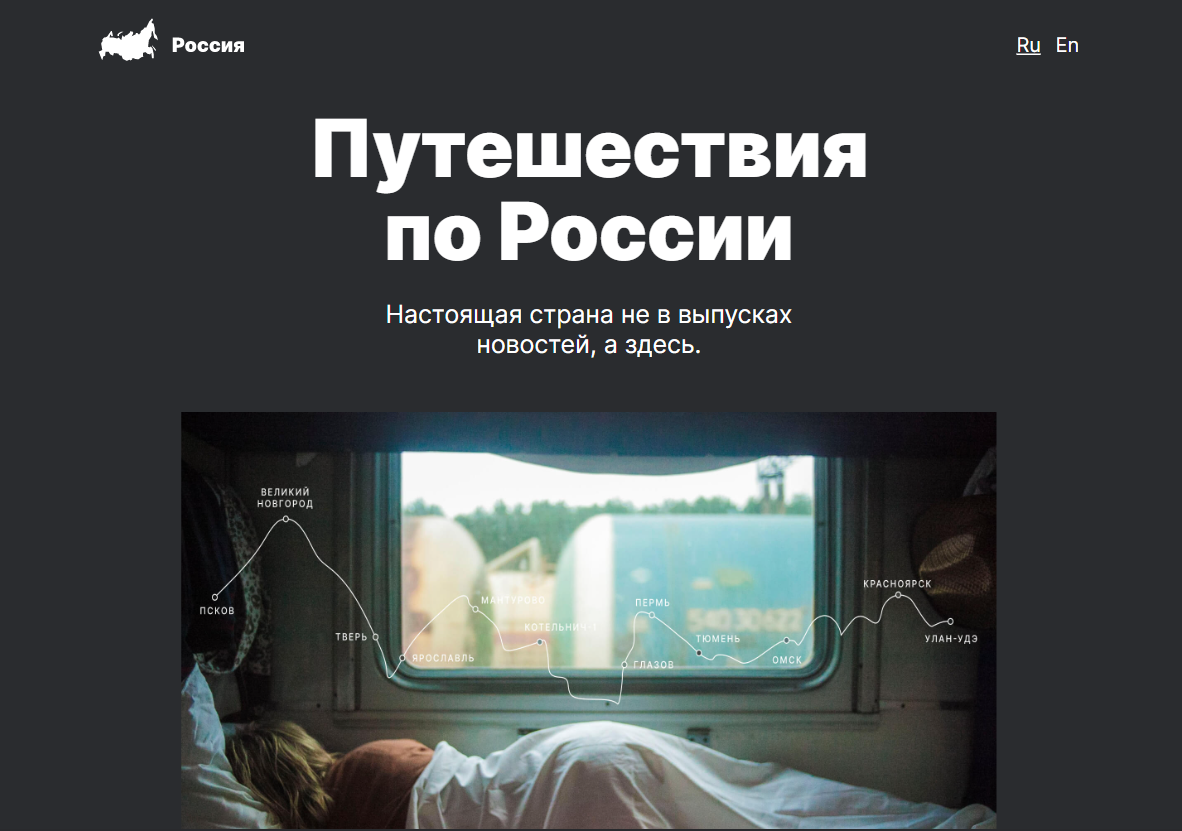 Россия
Ru En
Путешествия
по России
Настоящая страна не в выпусках
новостей, а здесь.
ВЕЛИКИЙ
НОВГОРОД
ПСКОВ
ТВЕРЬ
ЯРОСЛАВЛЬ
МАНТУРОВО
КОТЕЛЬНИЧ-1
ПЕРМЬ
ГЛАЗОВ
ТЮМЕНЬ
ОМСК
КРАСНОЯРСК
УЛАН-УДЭ